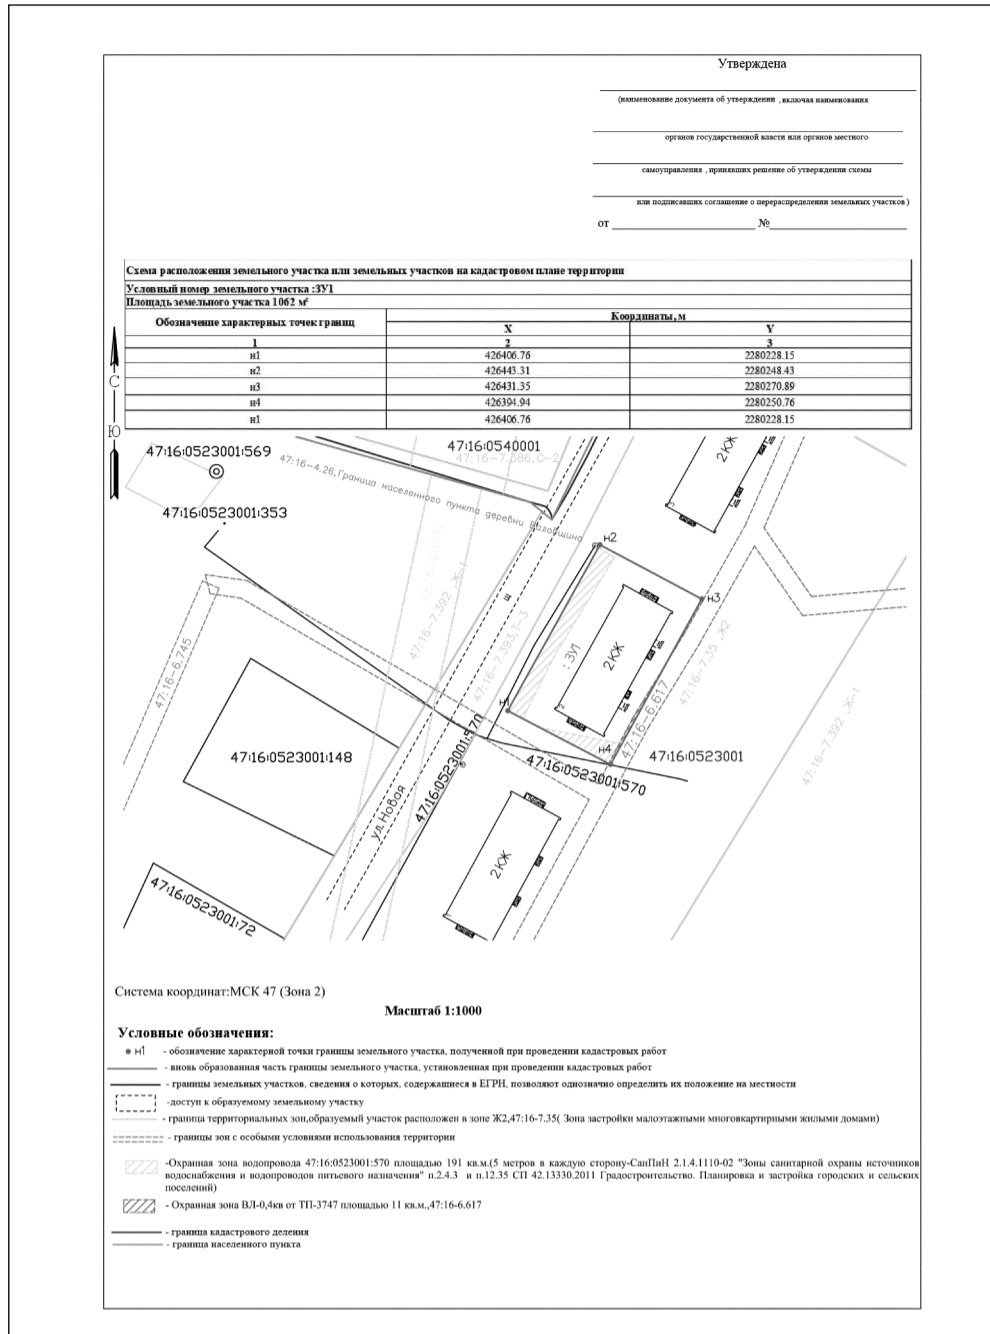 Утверждена
(наименование документа об утверждении , включая наименования
органов государственной власти или органов местного
самоуправления , принявших решение об утверждении схемы
или подписавших соглашение о перераспределении земельных участков)
от ____________ №____________
Схема расположения земельного участка или земельных участков на кадастровом плане территории
Условный номер земельного участка :ЗУ1
Площадь земельного участка 1062 м²
Обозначение характерных точек границ Координаты, м
X Y
1 2 3
н1 426406.76 2280228.15
н2 426443.31 2280248.43
н3 426431.35 2280270.89
н4 426394.94 2280250.76
н1 426406.76 2280228.15
С
Ю
47:16:0523001:569
47:16:0540001
47:16-7.386,С-2
2КЖ
47:16-4.26,Граница населенного пункта деревни
47:16:0523001:353
н2
н3
ш
47:16-7.392 ,Ж-1
47:16-7.393,Т-3
:ЗУ1
2КЖ
47:16-7.35 ,Ж2
47:16-6.745
н1
47:16-6.617
47:16-7.392 ,Ж-1
н4
47:16:0523001
47:16:0523001:148
47:16:0523001:570
47:16:0523001:570
ул.Новая
2КЖ
47:16:0523001:72
Система координат:МСК 47 (Зона 2)
Масштаб 1:1000
Условные обозначения:
н1 - обозначение характерной точки границы земельного участка, полученной при проведении кадастровых работ
- вновь образованная часть границы земельного участка, установленная при проведении кадастровых работ
- границы земельных участков, сведения о которых, содержащиеся в ЕГРН, позволяют однозначно определить их положение на местности
-доступ к образуемому земельному участку
- граница территориальных зон,образуемый участок расположен в зоне Ж2,47:16-7.35( Зона застройки малоэтажными многоквартирными жилыми домами)
- границы зон с особыми условиями использования территории
-Охранная зона водопровода 47:16:0523001:570 площадью 191 кв.м.(5 метров в каждую сторону-СанПиН 2.1.4.1110-02 "Зоны санитарной охраны источников
водоснабжения и водопроводов питьевого назначения" п.2.4.3 и п.12.35 СП 42.13330.2011 Градостроительство. Планировка и застройка городских и сельских
поселений)
- Охранная зона ВЛ-0,4кв от ТП-3747 площадью 11 кв.м.,47:16-6.617
- граница кадастрового деления
- граница населенного пункта